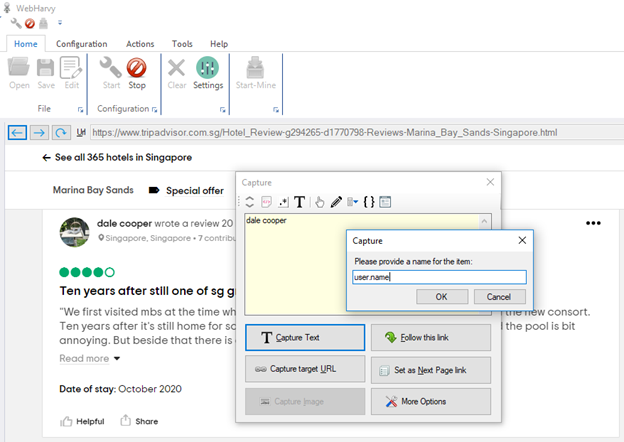 WebHarvy
Home Configuration Actions Tools Help
Open Save Edit Start Stop Clear Settings Start-Mine
File Configuration
Url https://www.tripadvisor.com.sg/Hotel_Review-g294265-d1770798-Reviews-Marina_Bay_Sands-Singapore.html
← See all 365 hotels in Singapore
Marina Bay Sands Special offer
Capture
dale cooper wrote a review 20
Singapore, Singapore • 7 contribu
dale cooper
Capture
Please provide a name for the item:
user.name
OK Cancel
Ten years after still one of sg
"We first visited mbs at the time wh
the new consort.
Ten years after it's still home for so
the pool is bit
annoying. But beside that there is
Read more
Date of stay: October 2020
Helpful Share
Capture Text Follow this link
Capture target URL Set as Next Page link
Capture Image More Options